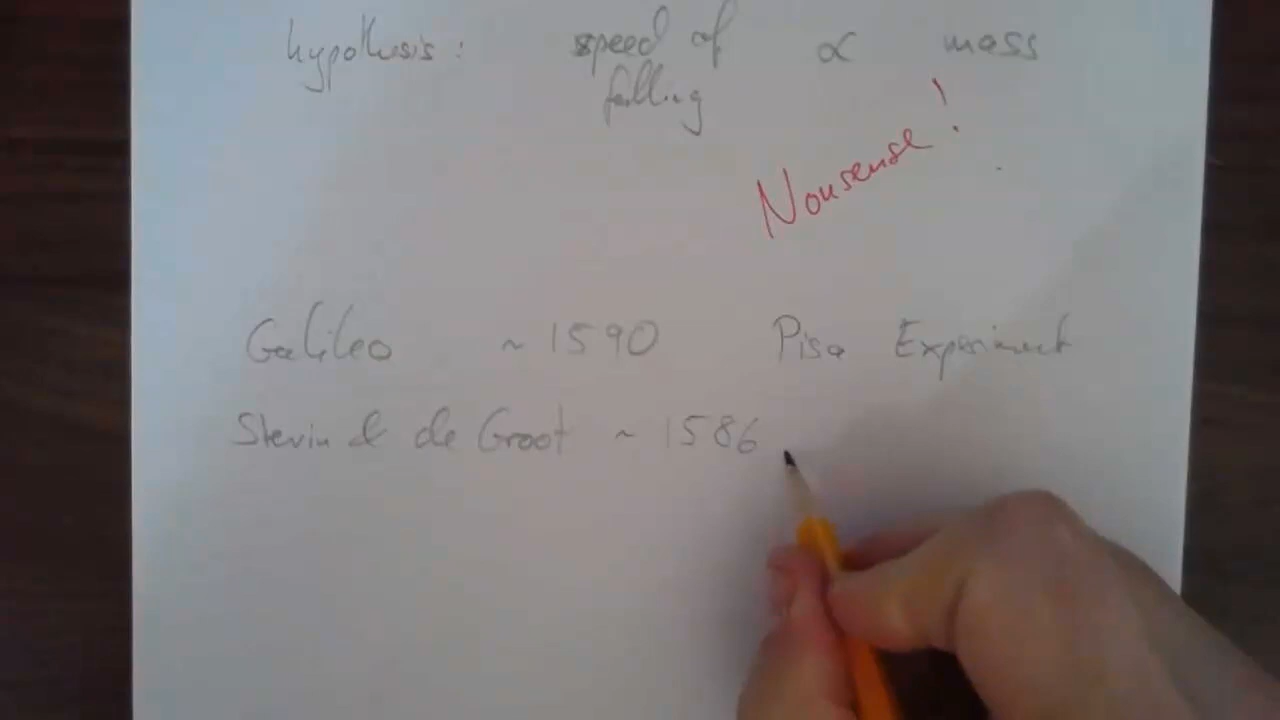 hypothesis: speed of ∝ mass
falling
Nonsense!
Galileo ~ 1590 Pisa Experiment
Stevin & de Groot ~ 1586